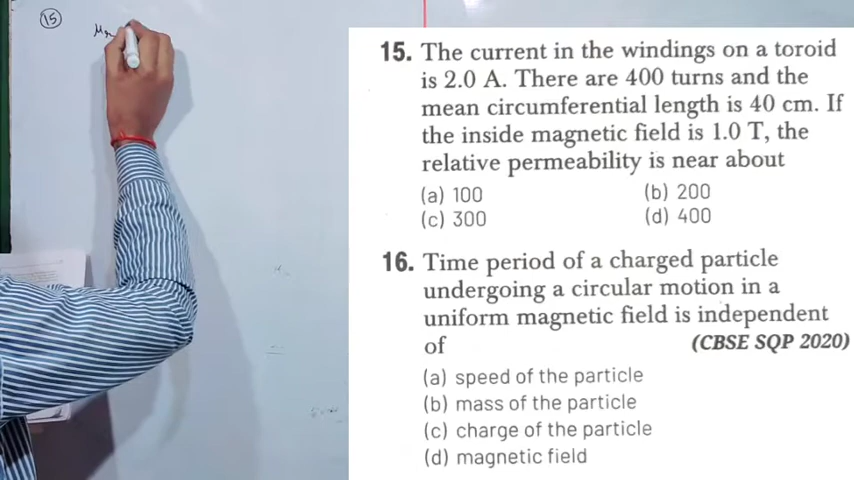 15
μr
15. The current in the windings on a toroid
is 2.0 A. There are 400 turns and the
mean circumferential length is 40 cm. If
the inside magnetic field is 1.0 T, the
relative permeability is near about
(a) 100 (b) 200
(c) 300 (d) 400
16. Time period of a charged particle
undergoing a circular motion in a
uniform magnetic field is independent
of (CBSE SQP 2020)
(a) speed of the particle
(b) mass of the particle
(c) charge of the particle
(d) magnetic field